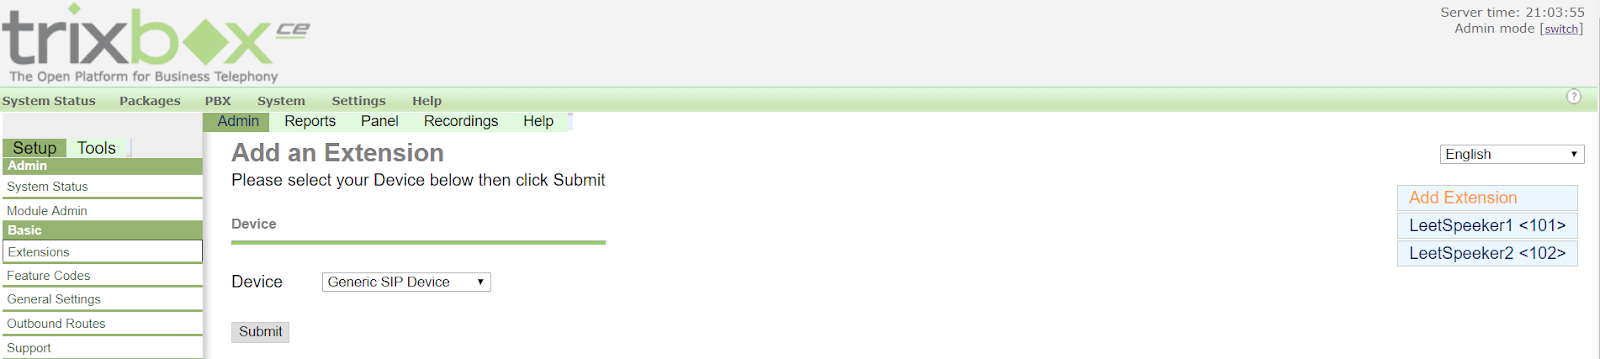 trixbox ce
The Open Platform for Business Telephony
Server time: 21:03:55
Admin mode [switch]
System Status Packages PBX System Settings Help ?
Admin Reports Panel Recordings Help
Setup Tools
Admin
System Status
Module Admin
Basic
Extensions
Feature Codes
General Settings
Outbound Routes
Support
Add an Extension
Please select your Device below then click Submit
Device
Device Generic SIP Device
Submit
English
Add Extension
LeetSpeeker1 <101>
LeetSpeeker2 <102>